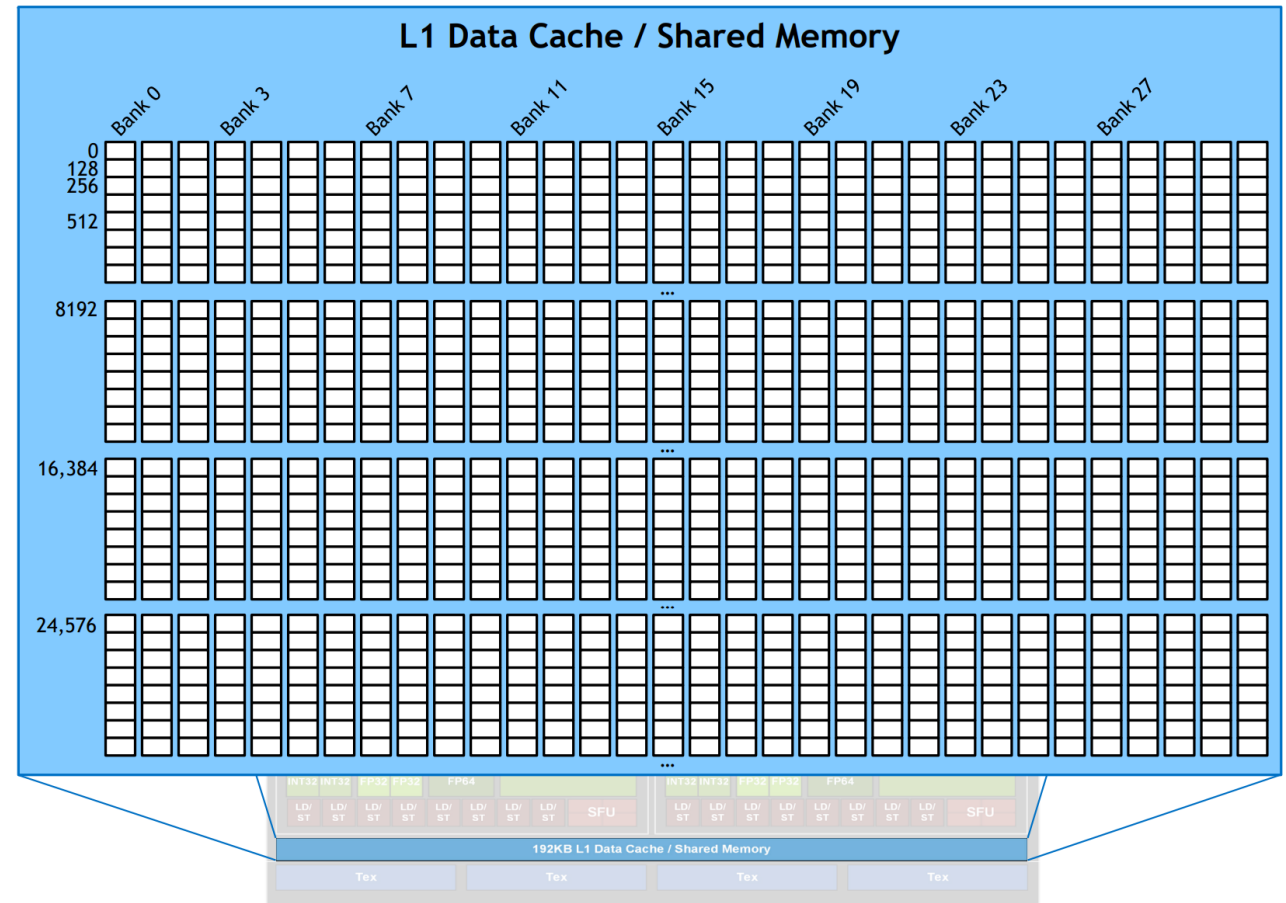 L1 Data Cache / Shared Memory
Bank 0 Bank 3 Bank 7 Bank 11 Bank 15 Bank 19 Bank 23 Bank 27
0
128
256
512
...
8192
...
16,384
...
24,576
...
INT32 INT32 FP32 FP32 FP64 INT32 INT32 FP32 FP32 FP64
LD/ LD/ LD/ LD/ LD/ LD/ LD/ LD/ SFU LD/ LD/ LD/ LD/ LD/ LD/ LD/ LD/ SFU
ST ST ST ST ST ST ST ST ST ST ST ST ST ST ST ST
192KB L1 Data Cache / Shared Memory
Tex Tex Tex Tex